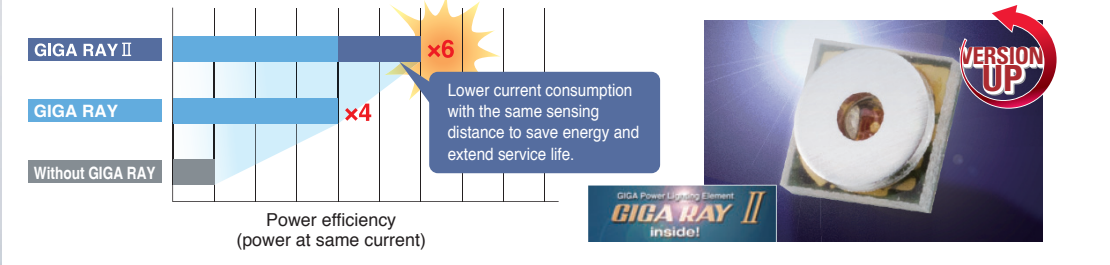 GIGA RAY Ⅱ
×6
Lower current consumption
with the same sensing
distance to save energy and
extend service life.
GIGA RAY
×4
Without GIGA RAY
Power efficiency
(power at same current)
VERSION
UP
GIGA Power Lighting Element
GIGA RAY Ⅱ
inside!